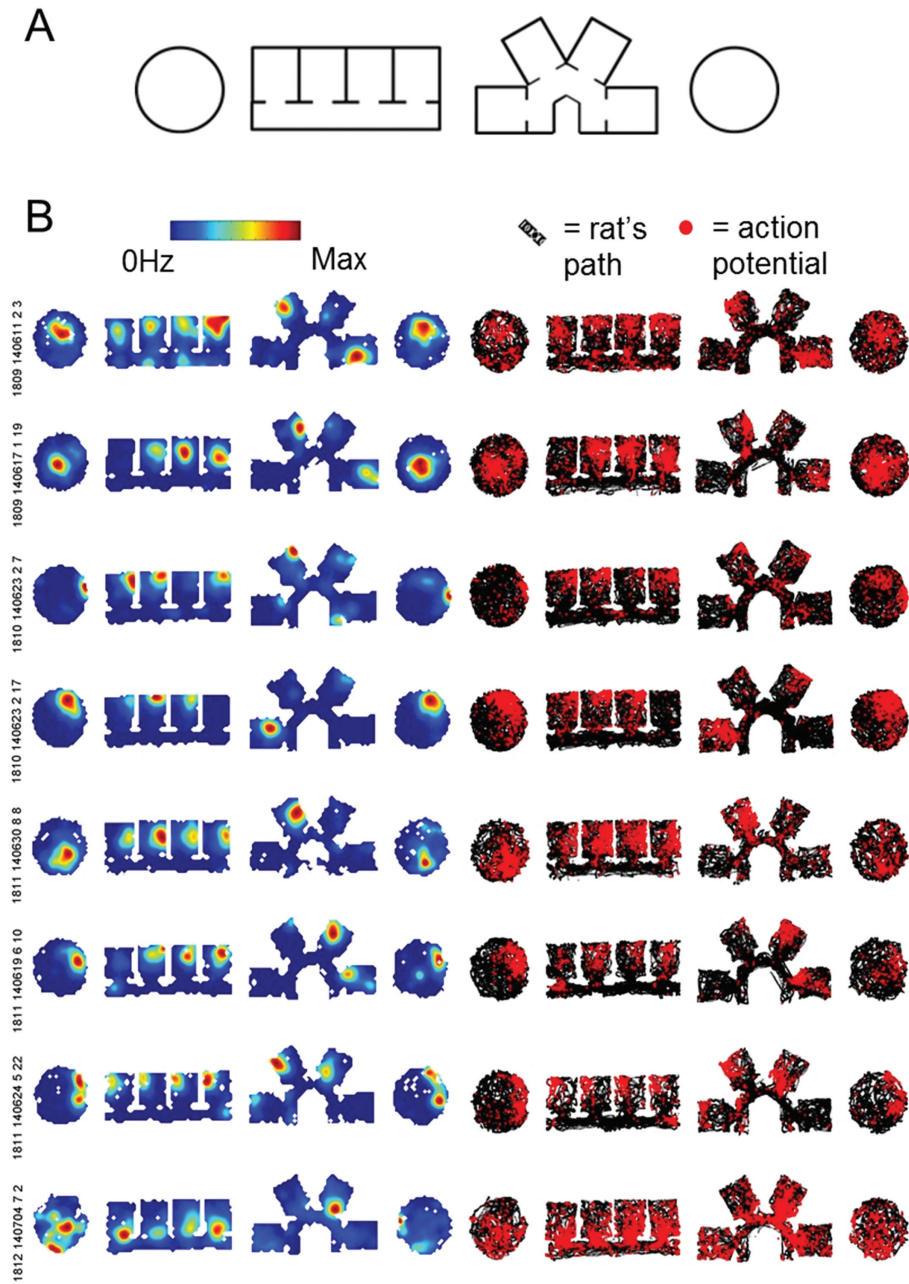 A
B
0Hz
Max
= rat's
path
= action
potential
1809 140611 2 3
1809 140617 1 19
1810 140623 2 7
1810 140623 2 17
1811 140630 8 8
1811 140619 6 10
1811 140624 5 22
1812 140704 7 2